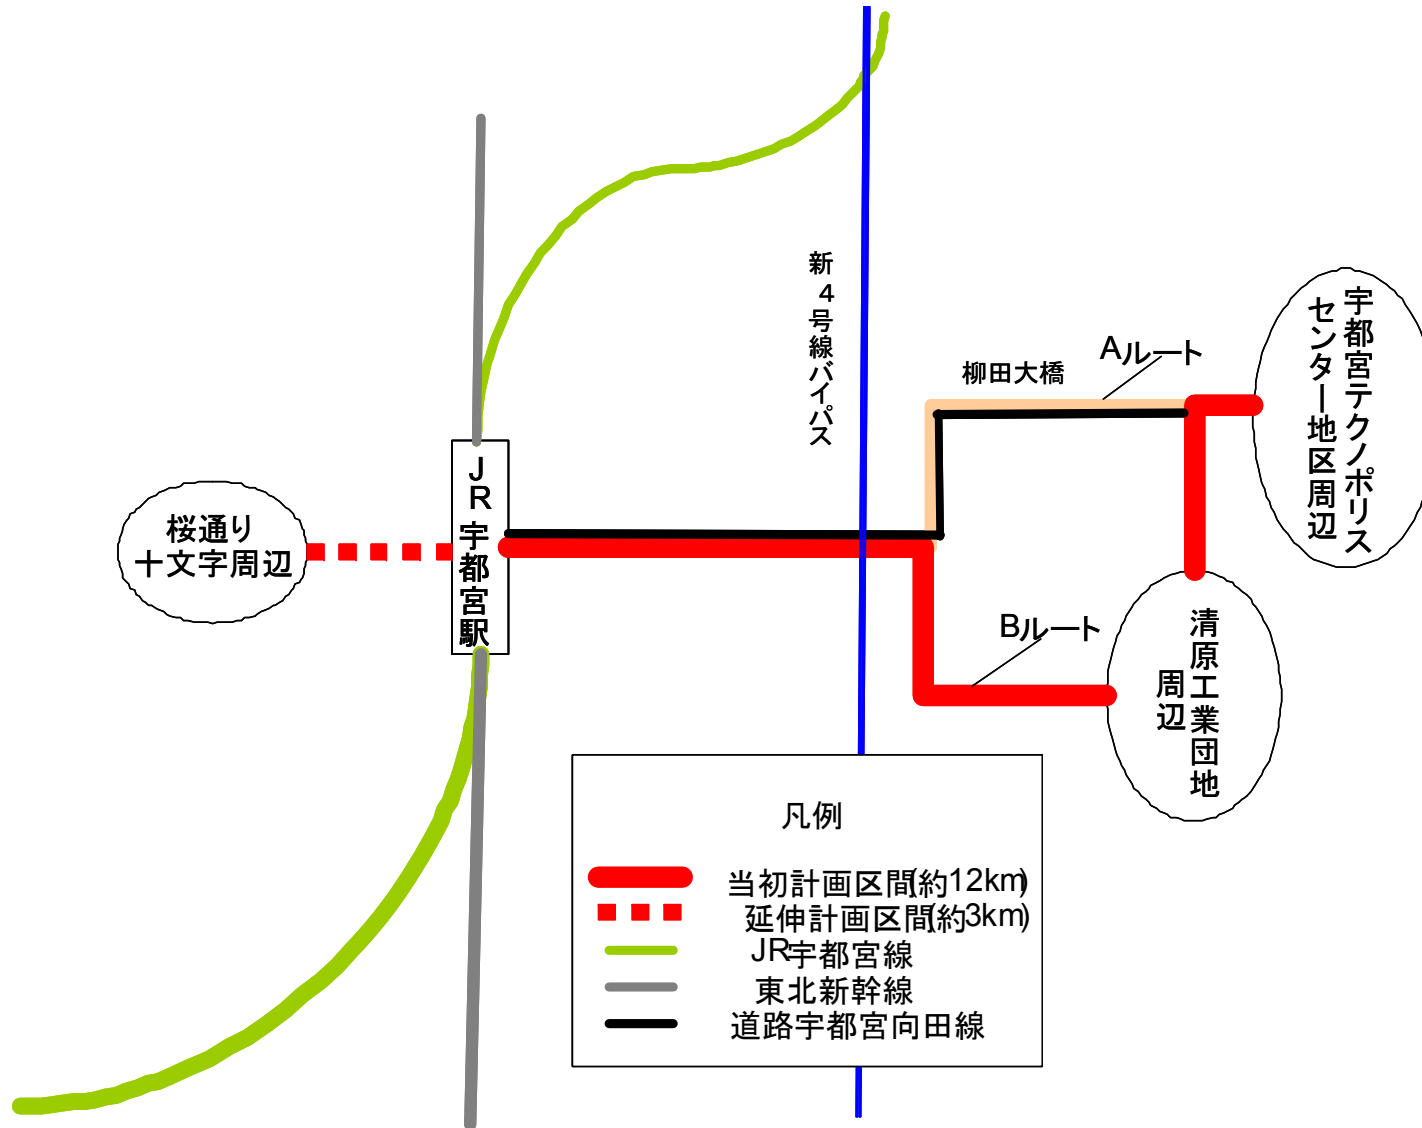 新４号線バイパス
柳田大橋
Aルート
宇都宮テクノポリス
センター地区周辺
JR宇都宮駅
桜通り
十文字周辺
Bルート
清原工業団地
周辺
凡例
当初計画区間(約12km)
延伸計画区間(約3km)
JR宇都宮線
東北新幹線
道路宇都宮向田線